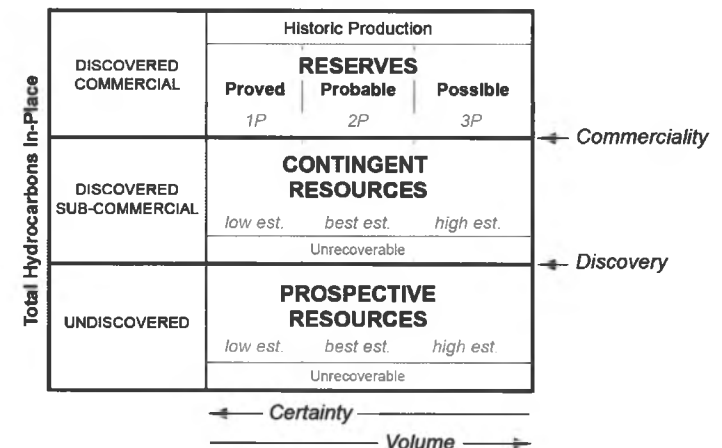 Total Hydrocarbons In-Place
Historic Production
DISCOVERED
COMMERCIAL
RESERVES
Proved Probable Possible
1P 2P 3P
Commerciality
DISCOVERED
SUB-COMMERCIAL
CONTINGENT
RESOURCES
low est. best est. high est.
Unrecoverable
Discovery
UNDISCOVERED
PROSPECTIVE
RESOURCES
low est. best est. high est.
Unrecoverable
Certainty
Volume